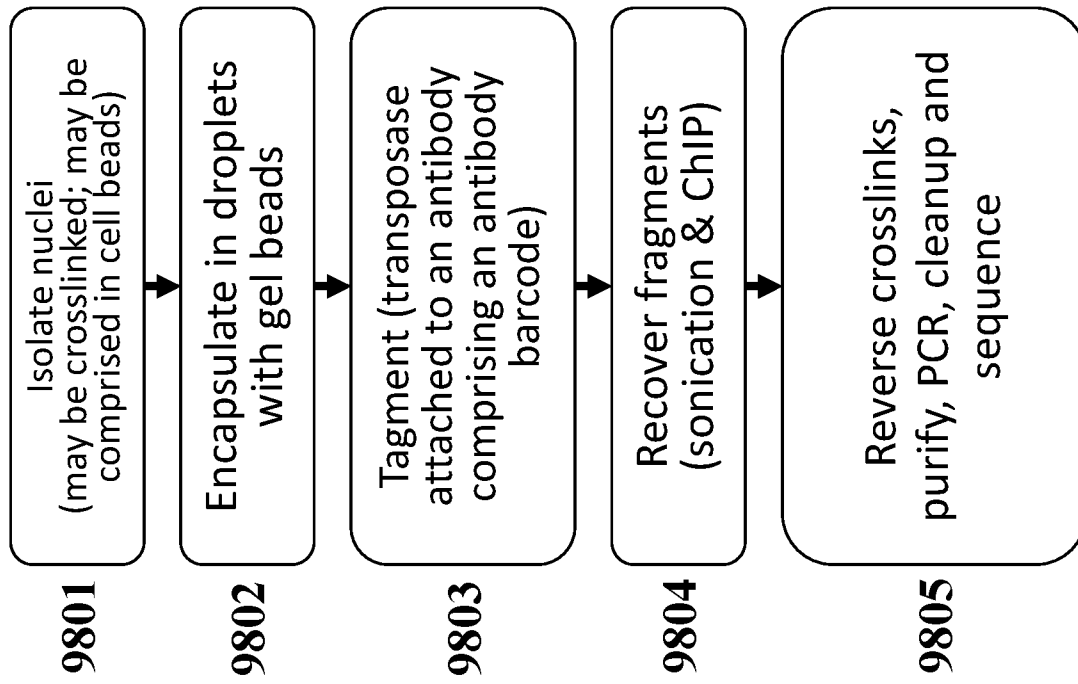 9801
Isolate nuclei
(may be crosslinked; may be
comprised in cell beads)
9802
Encapsulate in droplets
with gel beads
9803
Tagment (transposase
attached to an antibody
comprising an antibody
barcode)
9804
Recover fragments
(sonication & ChIP)
9805
Reverse crosslinks,
purify, PCR, cleanup and
sequence